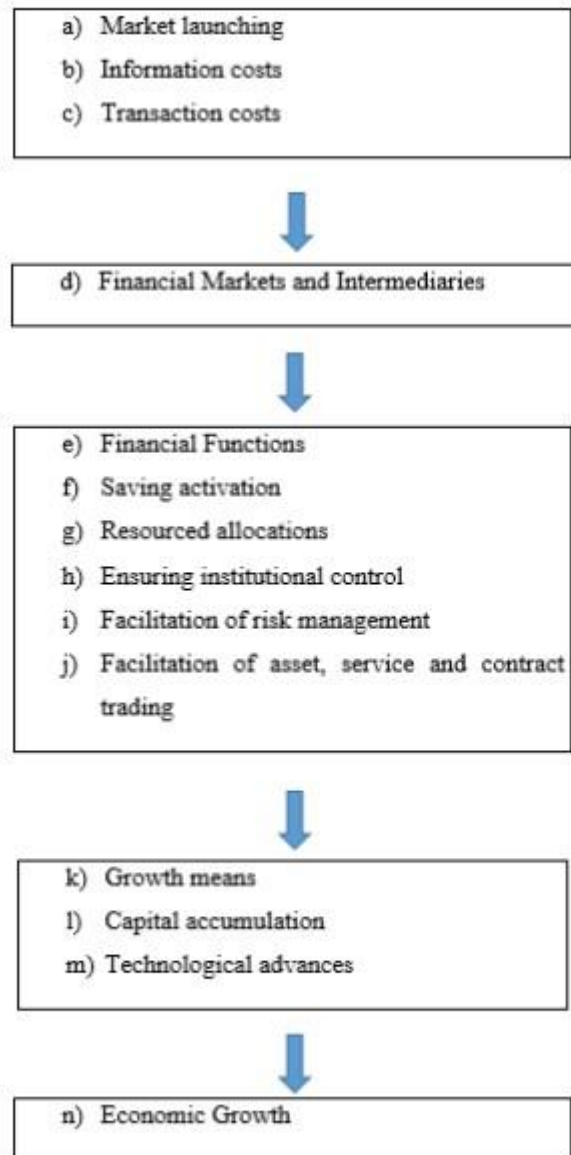 a) Market launching
b) Information costs
c) Transaction costs
d) Financial Markets and Intermediaries
e) Financial Functions
f) Saving activation
g) Resourced allocations
h) Ensuring institutional control
i) Facilitation of risk management
j) Facilitation of asset, service and contract
trading
k) Growth means
l) Capital accumulation
m) Technological advances
n) Economic Growth